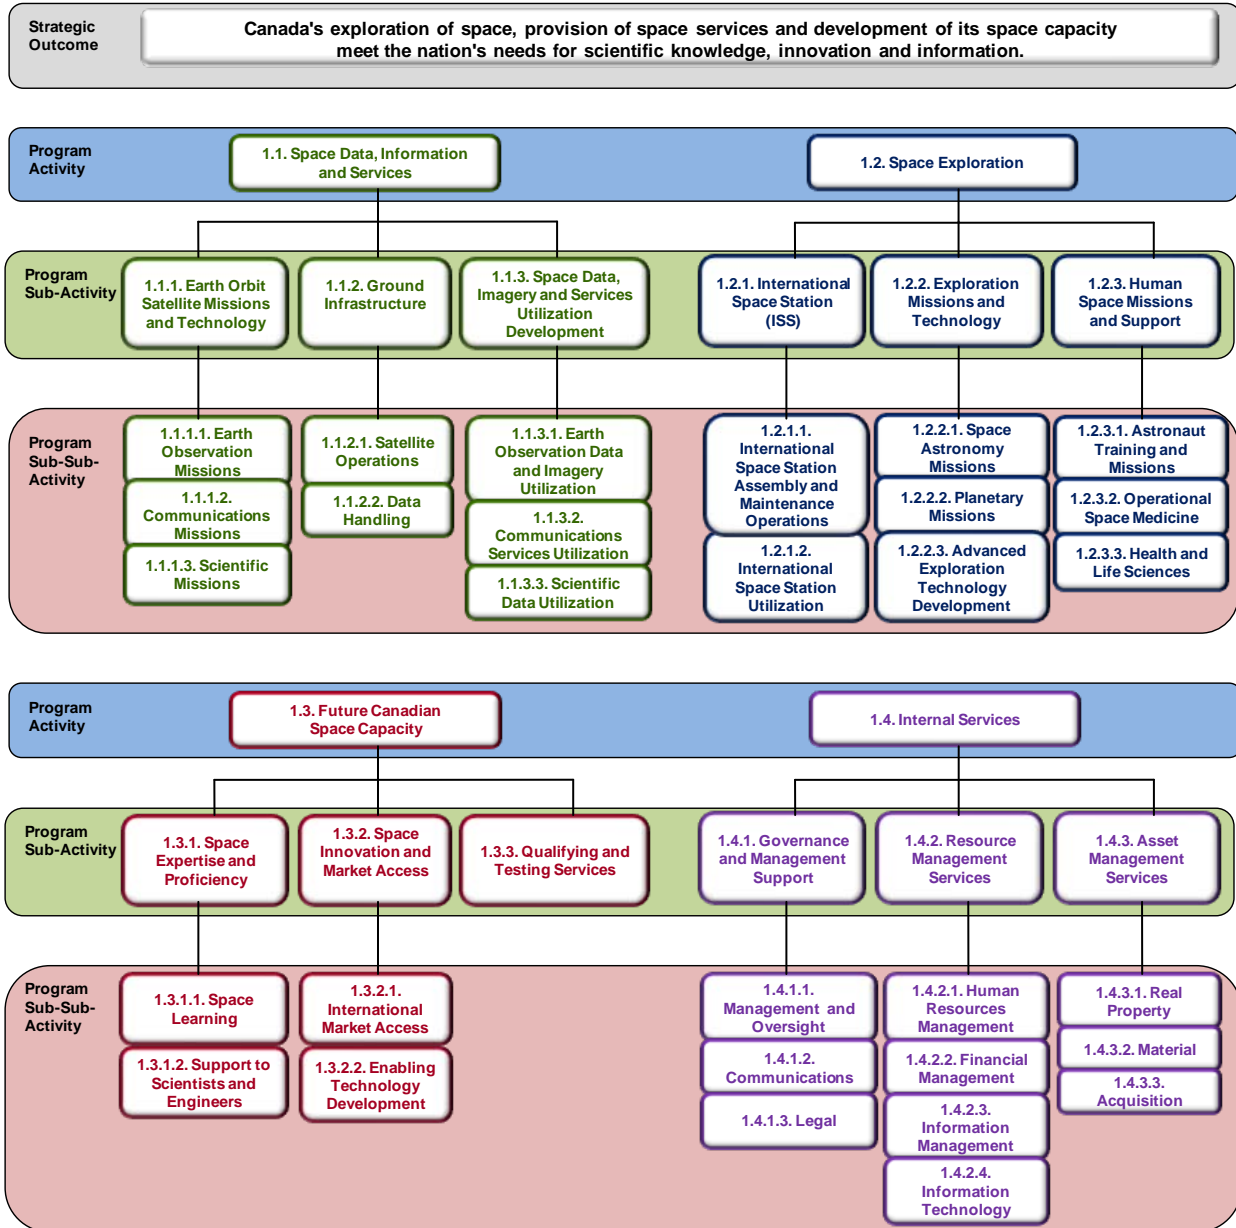 Strategic
Outcome
Canada's exploration of space, provision of space services and development of its space capacity
meet the nation's needs for scientific knowledge, innovation and information.
Program
Activity
1.1. Space Data, Information
and Services
1.2. Space Exploration
Program
Sub-Activity
1.1.1. Earth Orbit
Satellite Missions
and Technology
1.1.2. Ground
Infrastructure
1.1.3. Space Data,
Imagery and Services
Utilization
Development
1.2.1. International
Space Station
(ISS)
1.2.2. Exploration
Missions and
Technology
1.2.3. Human
Space Missions
and Support
Program
Sub-Sub-
Activity
1.1.1.1. Earth
Observation
Missions
1.1.1.2.
Communications
Missions
1.1.1.3. Scientific
Missions
1.1.2.1. Satellite
Operations
1.1.2.2. Data
Handling
1.1.3.1. Earth
Observation Data
and Imagery
Utilization
1.1.3.2.
Communications
Services Utilization
1.1.3.3. Scientific
Data Utilization
1.2.1.1.
International
Space Station
Assembly and
Maintenance
Operations
1.2.1.2.
International
Space Station
Utilization
1.2.2.1. Space
Astronomy
Missions
1.2.2.2. Planetary
Missions
1.2.2.3. Advanced
Exploration
Technology
Development
1.2.3.1. Astronaut
Training and
Missions
1.2.3.2. Operational
Space Medicine
1.2.3.3. Health and
Life Sciences
Program
Activity
1.3. Future Canadian
Space Capacity
1.4. Internal Services
Program
Sub-Activity
1.3.1. Space
Expertise and
Proficiency
1.3.2. Space
Innovation and
Market Access
1.3.3. Qualifying and
Testing Services
1.4.1. Governance
and Management
Support
1.4.2. Resource
Management
Services
1.4.3. Asset
Management
Services
Program
Sub-Sub-
Activity
1.3.1.1. Space
Learning
1.3.1.2. Support to
Scientists and
Engineers
1.3.2.1.
International
Market Access
1.3.2.2. Enabling
Technology
Development
1.4.1.1.
Management and
Oversight
1.4.1.2.
Communications
1.4.1.3. Legal
1.4.2.1. Human
Resources
Management
1.4.2.2. Financial
Management
1.4.2.3.
Information
Management
1.4.2.4.
Information
Technology
1.4.3.1. Real
Property
1.4.3.2. Material
1.4.3.3.
Acquisition